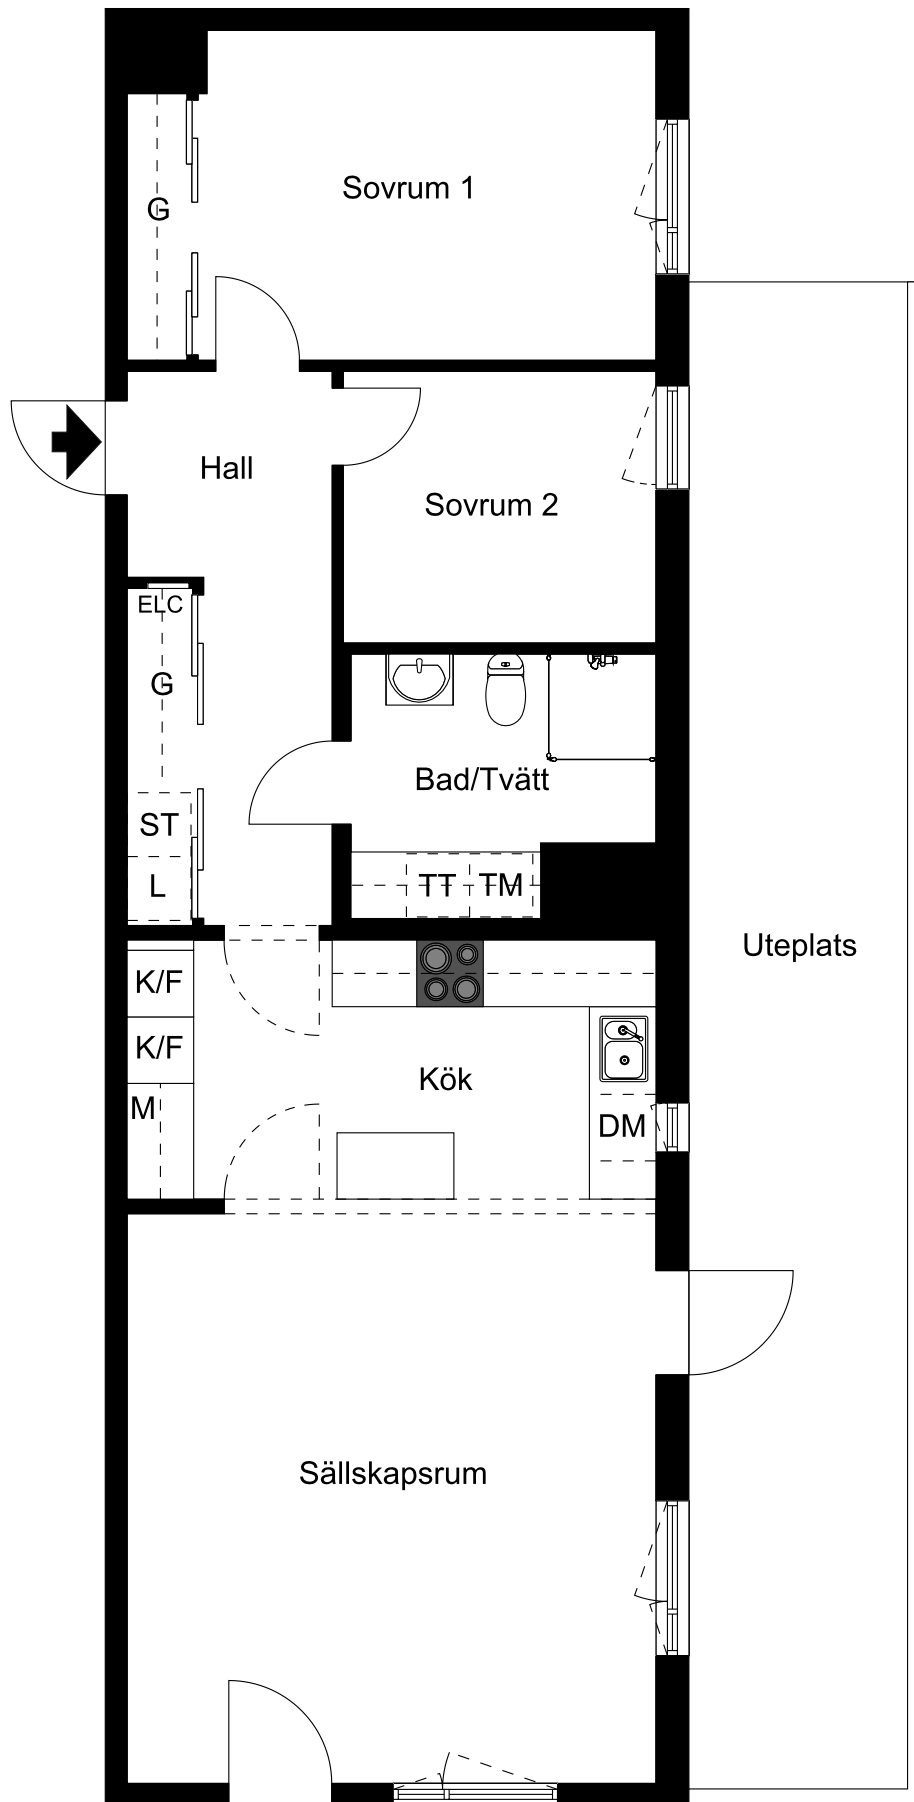 Sovrum 1
G
Hall
Sovrum 2
ELC
G
Bad/Tvätt
ST
L
TT
TM
Uteplats
K/F
K/F
Kök
M
DM
Sällskapsrum